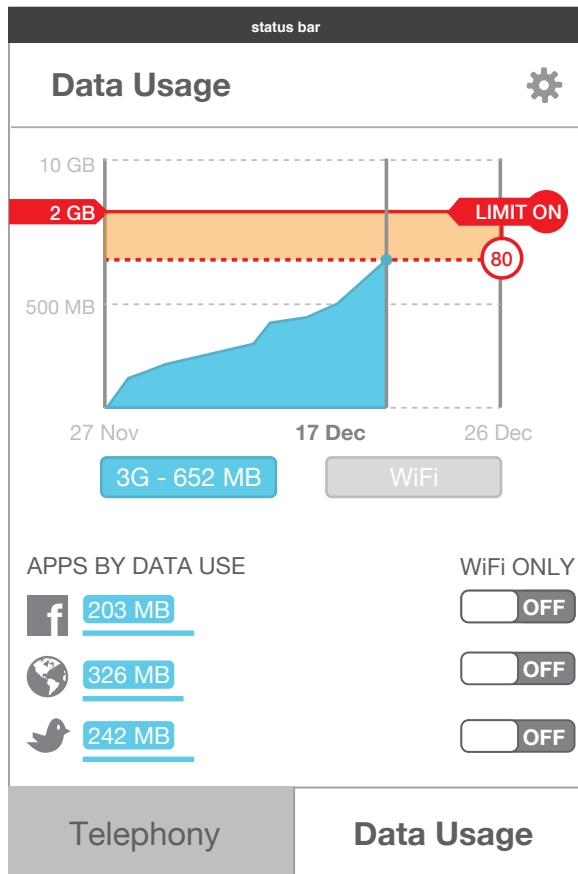 status bar
Data Usage
10 GB
2 GB
LIMIT ON
80
500 MB
27 Nov 17 Dec 26 Dec
3G - 652 MB WiFi
APPS BY DATA USE WiFi ONLY
f 203 MB OFF
326 MB OFF
242 MB OFF
Telephony Data Usage